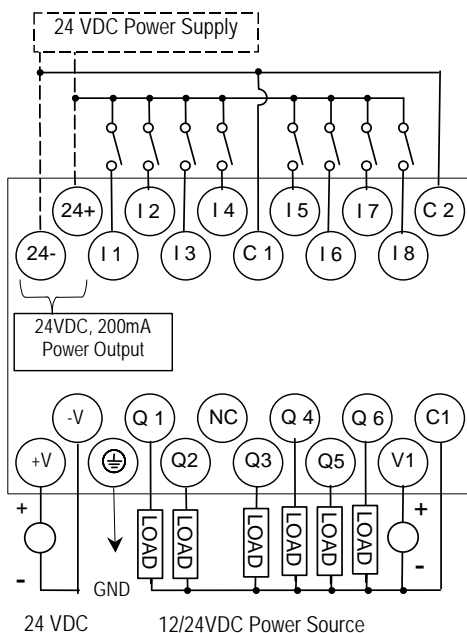 24 VDC Power Supply
24+ I 2 I 4 I 5 I 7 C 2
24- I 1 I 3 C 1 I 6 I 8
24VDC, 200mA
Power Output
-V Q 1 NC Q 4 Q 6 C1
+V Q2 Q3 Q5 V1
+ LOAD LOAD LOAD LOAD LOAD LOAD +
- GND -
24 VDC 12/24VDC Power Source